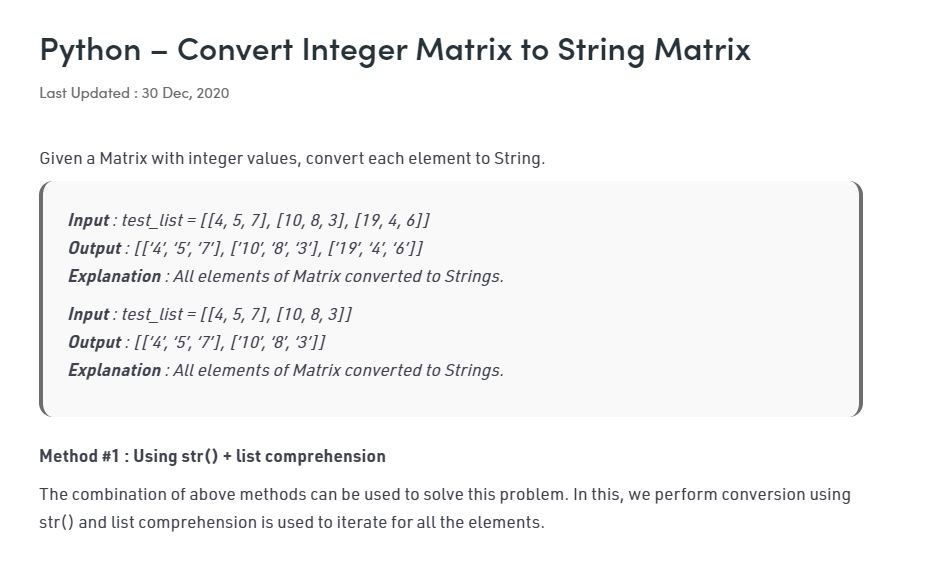 Python – Convert Integer Matrix to String Matrix
Last Updated : 30 Dec, 2020
Given a Matrix with integer values, convert each element to String.
Input : test_list = [[4, 5, 7], [10, 8, 3], [19, 4, 6]]
Output : [[‘4’, ‘5’, ‘7’], [’10’, ‘8’, ‘3’], [’19’, ‘4’, ‘6’]]
Explanation : All elements of Matrix converted to Strings.
Input : test_list = [[4, 5, 7], [10, 8, 3]]
Output : [[‘4’, ‘5’, ‘7’], [’10’, ‘8’, ‘3’]]
Explanation : All elements of Matrix converted to Strings.
Method #1 : Using str() + list comprehension
The combination of above methods can be used to solve this problem. In this, we perform conversion using
str() and list comprehension is used to iterate for all the elements.